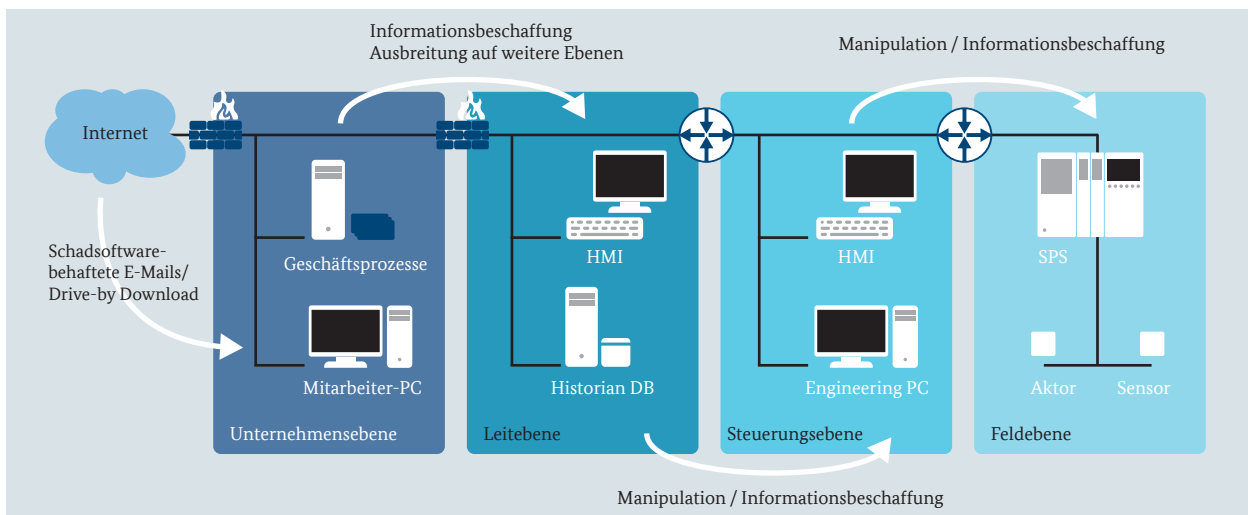 Informationsbeschaffung
Ausbreitung auf weitere Ebenen
Manipulation / Informationsbeschaffung
Internet
Schadsoftware-
behaftete E-Mails/
Drive-by Download
Geschäftsprozesse
Mitarbeiter-PC
Unternehmensebene
HMI
Historian DB
Leitebene
HMI
Engineering PC
Steuerungsebene
SPS
Aktor
Sensor
Feldebene
Manipulation / Informationsbeschaffung